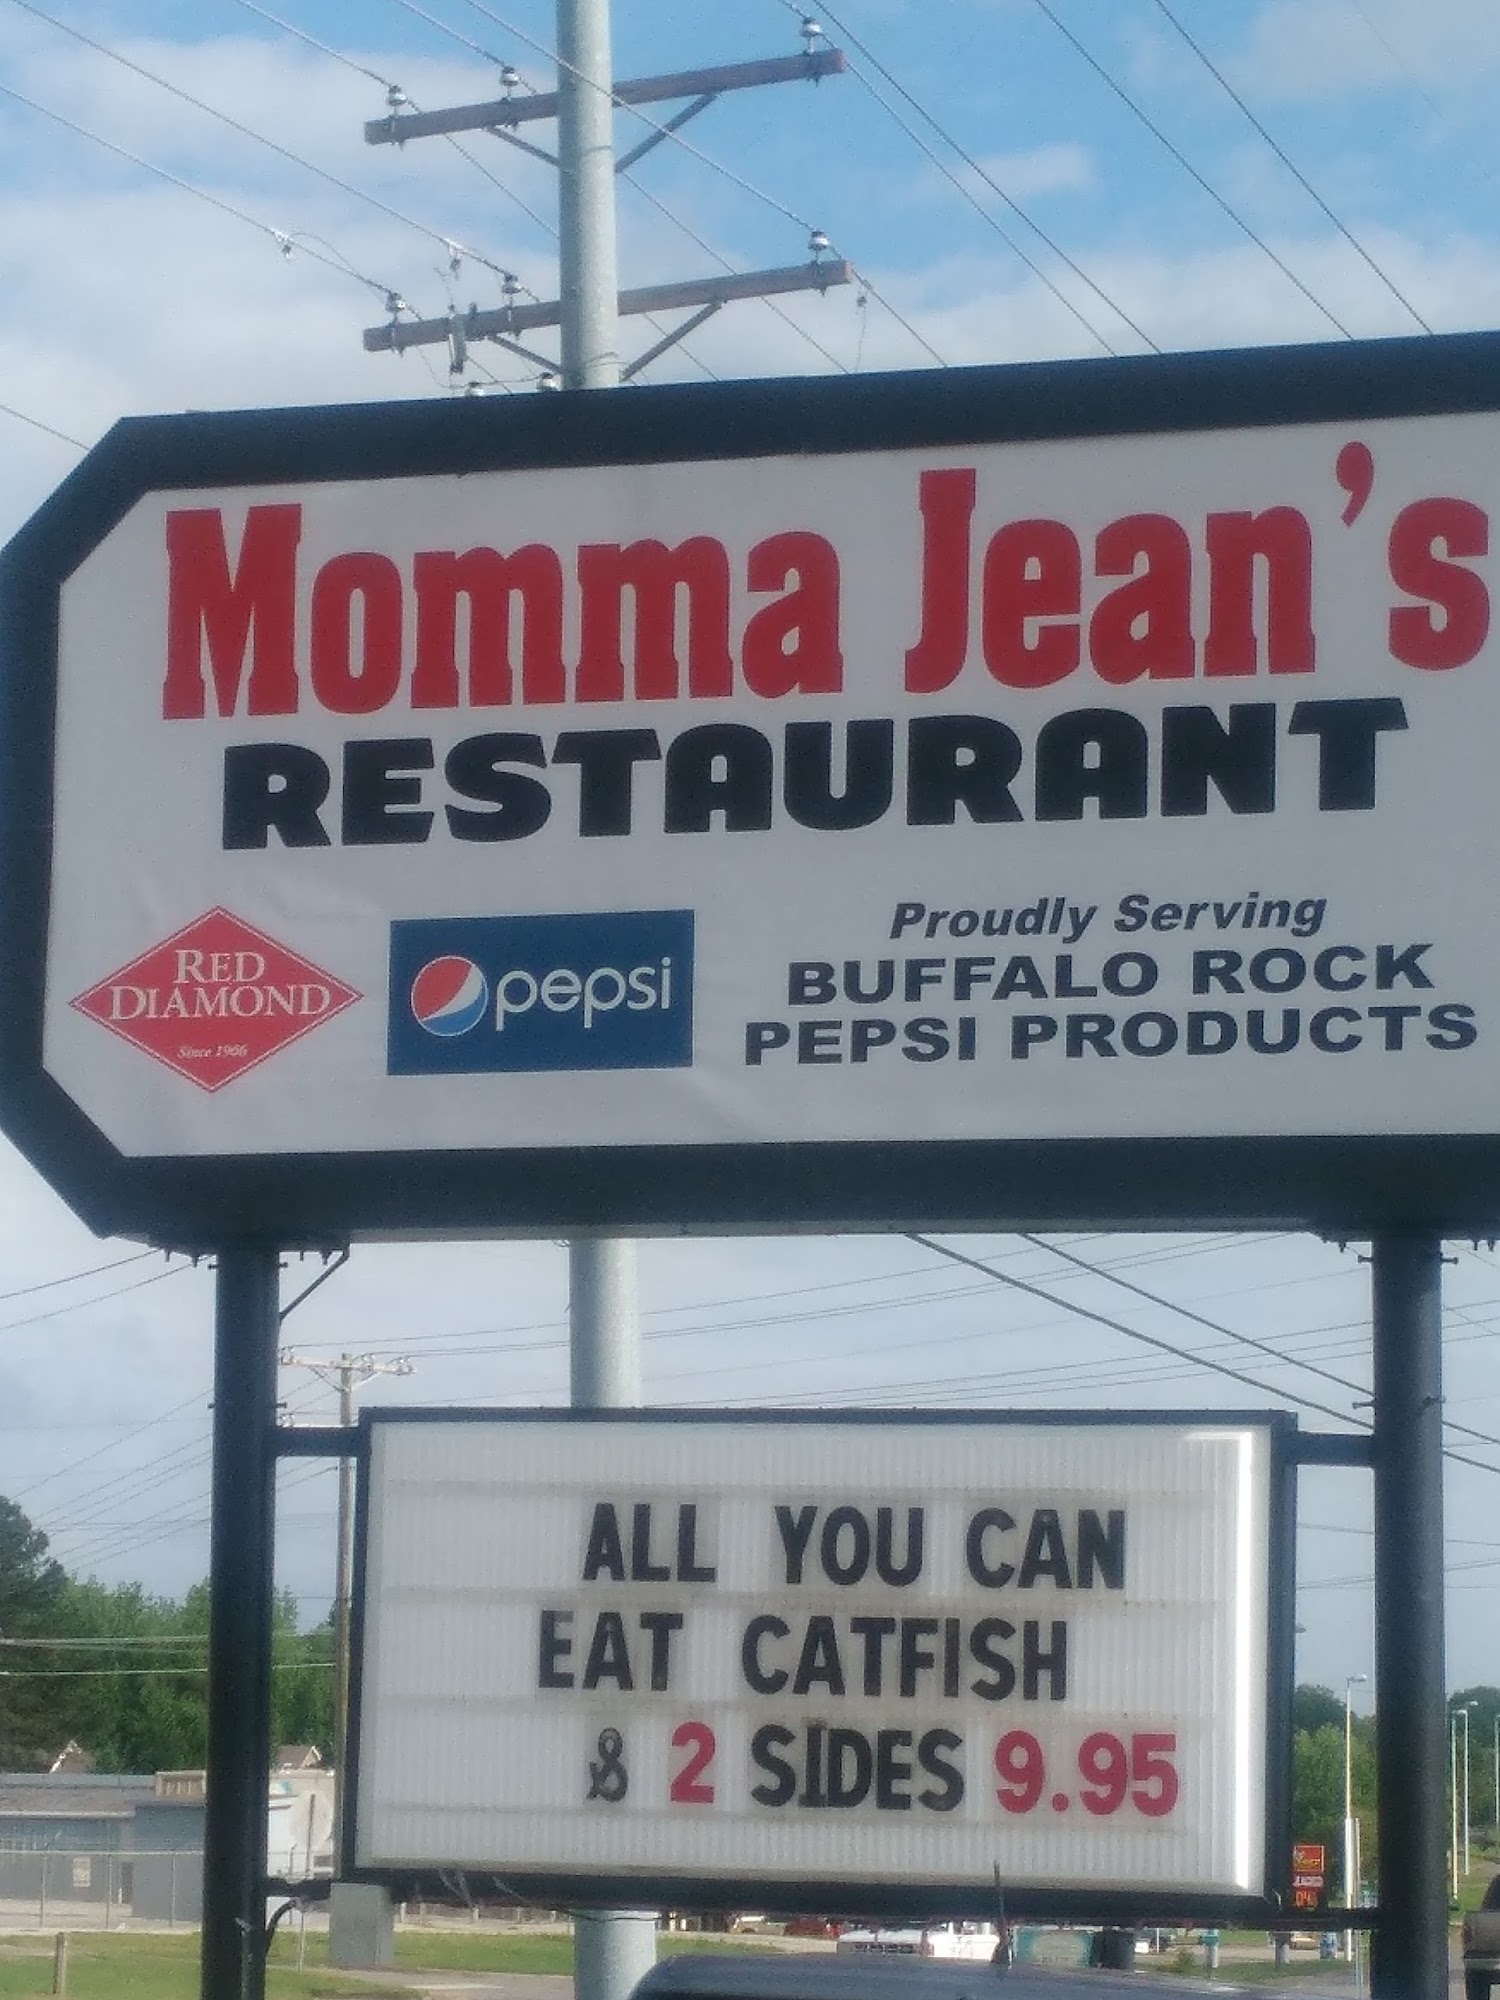 Momma Jean's
RESTAURANT
RED
DIAMOND
Since 1906
pepsi
Proudly Serving
BUFFALO ROCK
PEPSI PRODUCTS
ALL YOU CAN
EAT CATFISH
& 2 SIDES 9.95